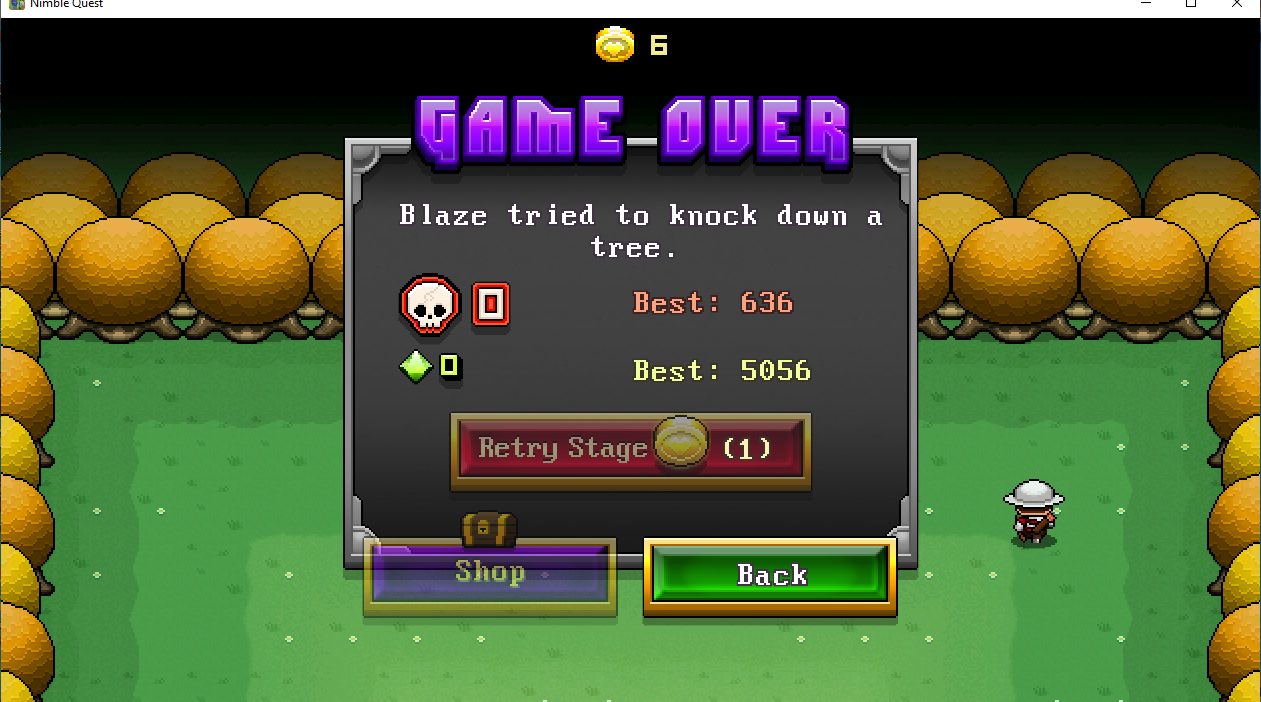 Nimble Quest
6
GAME OVER
Blaze tried to knock down a
tree.
0 Best: 636
0 Best: 5056
Retry Stage (1)
Shop Back